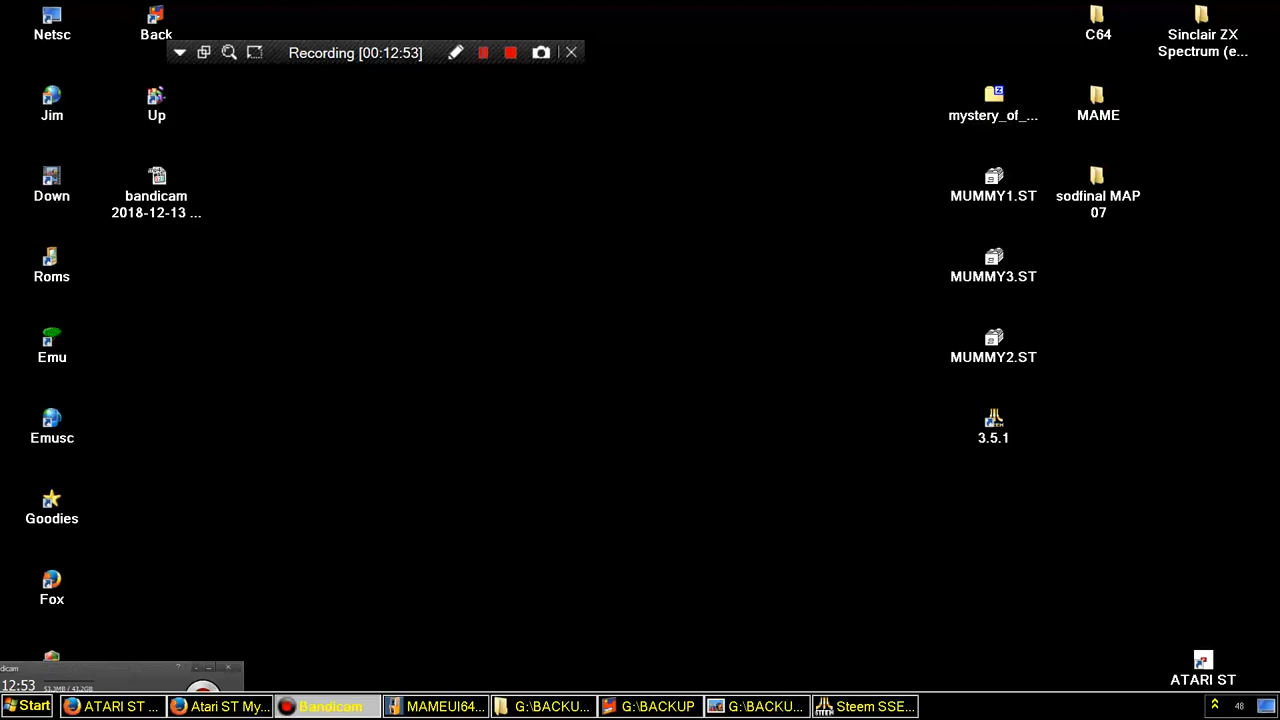 Netsc
Back
C64
Sinclair ZX
Spectrum (e...
Recording [00:12:53]
Jim
Up
mystery_of_...
MAME
Down
bandicam
2018-12-13 ...
MUMMY1.ST
sodfinal MAP
07
Roms
MUMMY3.ST
Emu
MUMMY2.ST
Emusc
3.5.1
Goodies
Fox
ATARI ST
12:53
Start
ATARI ST ...
Atari ST My...
Bandicam
MAMEUI64...
G:\BACKU...
G:\BACKUP
G:\BACKU...
Steem SSE...
48